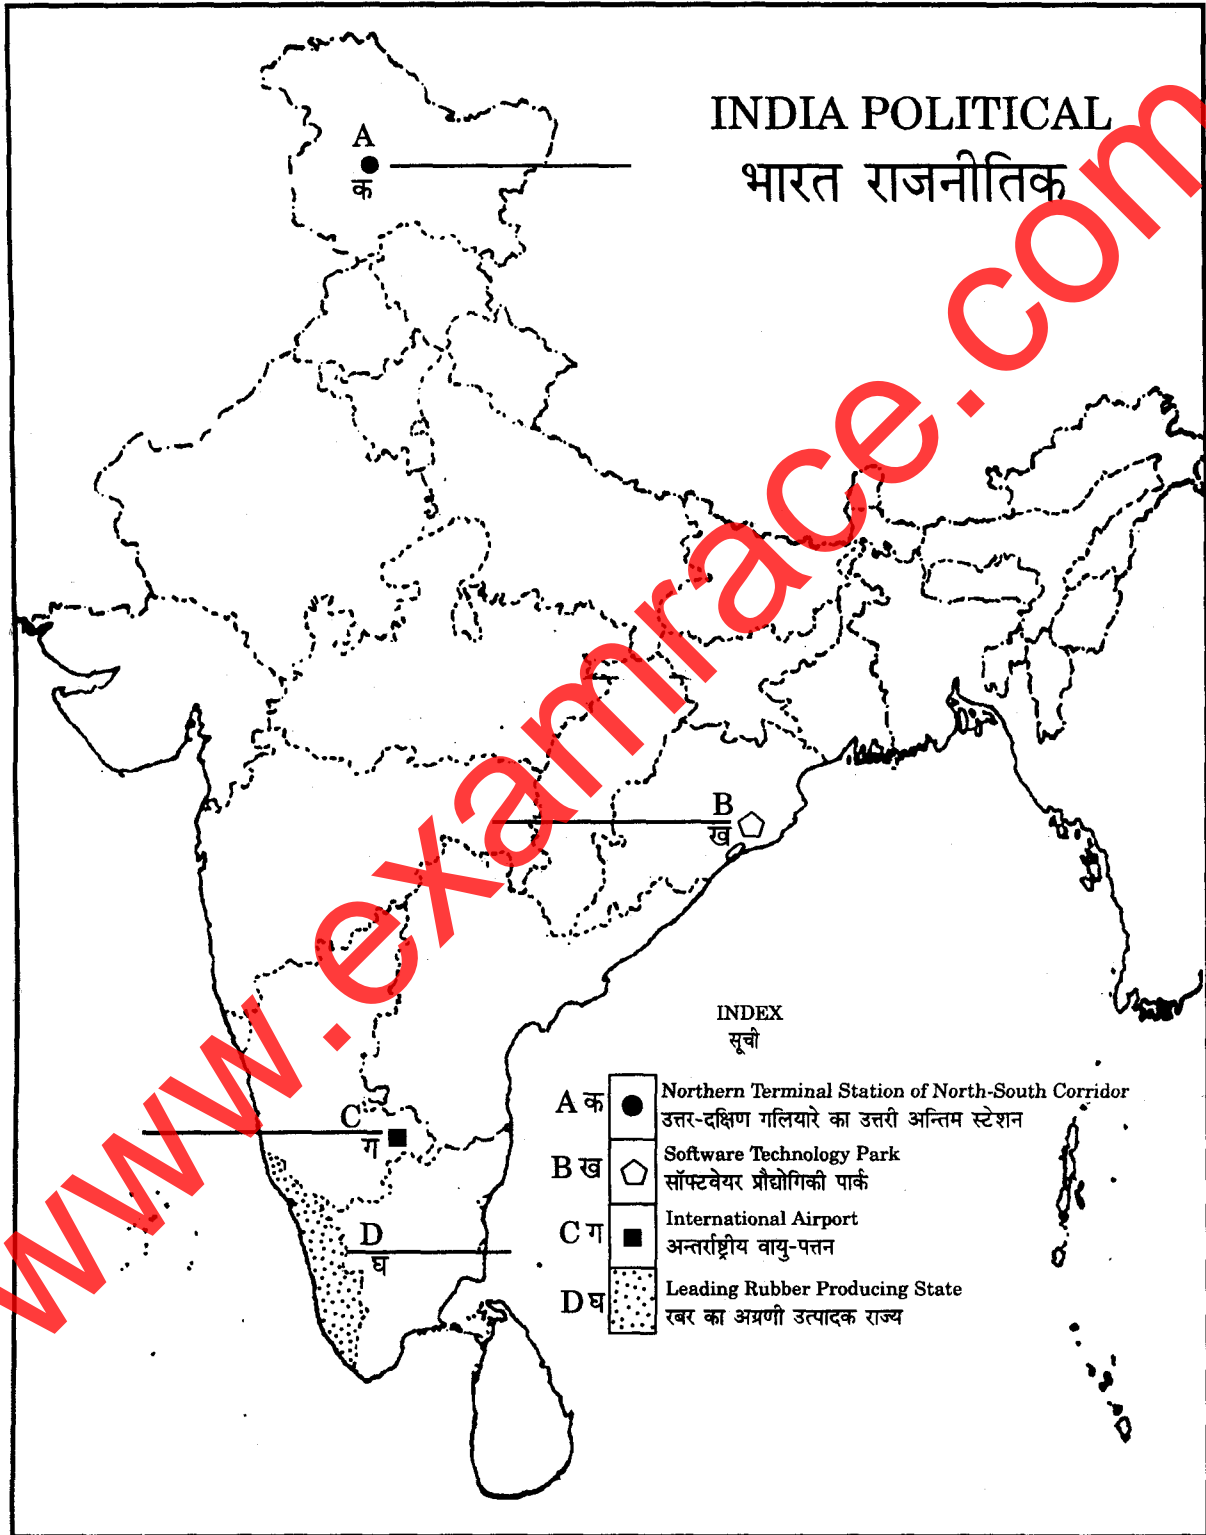 INDIA POLITICAL
भारत राजनीतिक
A
क
B
ख
C
ग
D
घ
INDEX
सूची
A क Northern Terminal Station of North-South Corridor
उत्तर-दक्षिण गलियारे का उत्तरी अन्तिम स्टेशन
B ख Software Technology Park
सॉफ्टवेयर प्रौद्योगिकी पार्क
C ग International Airport
अन्तर्राष्ट्रीय वायु-पत्तन
D घ Leading Rubber Producing State
रबर का अग्रणी उत्पादक राज्य
www.examrace.com